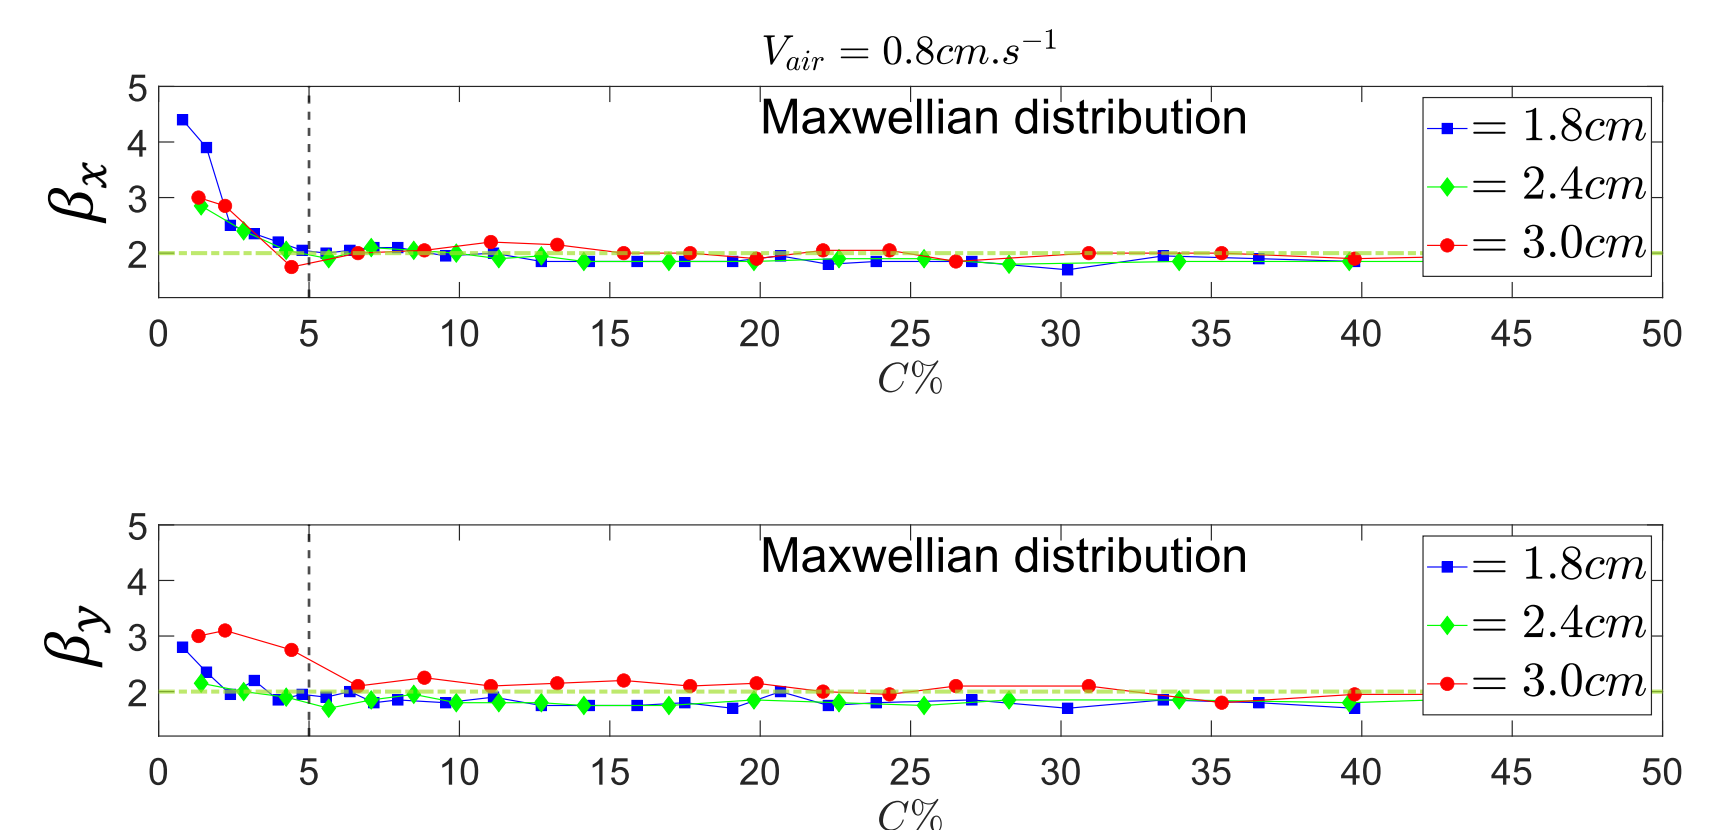 V_{air} = 0.8cm.s^{-1}
Maxwellian distribution
β_x
5
4
3
2
= 1.8cm
= 2.4cm
= 3.0cm
0 5 10 15 20 25 30 35 40 45 50
C%
Maxwellian distribution
β_y
5
4
3
2
= 1.8cm
= 2.4cm
= 3.0cm
0 5 10 15 20 25 30 35 40 45 50
C%